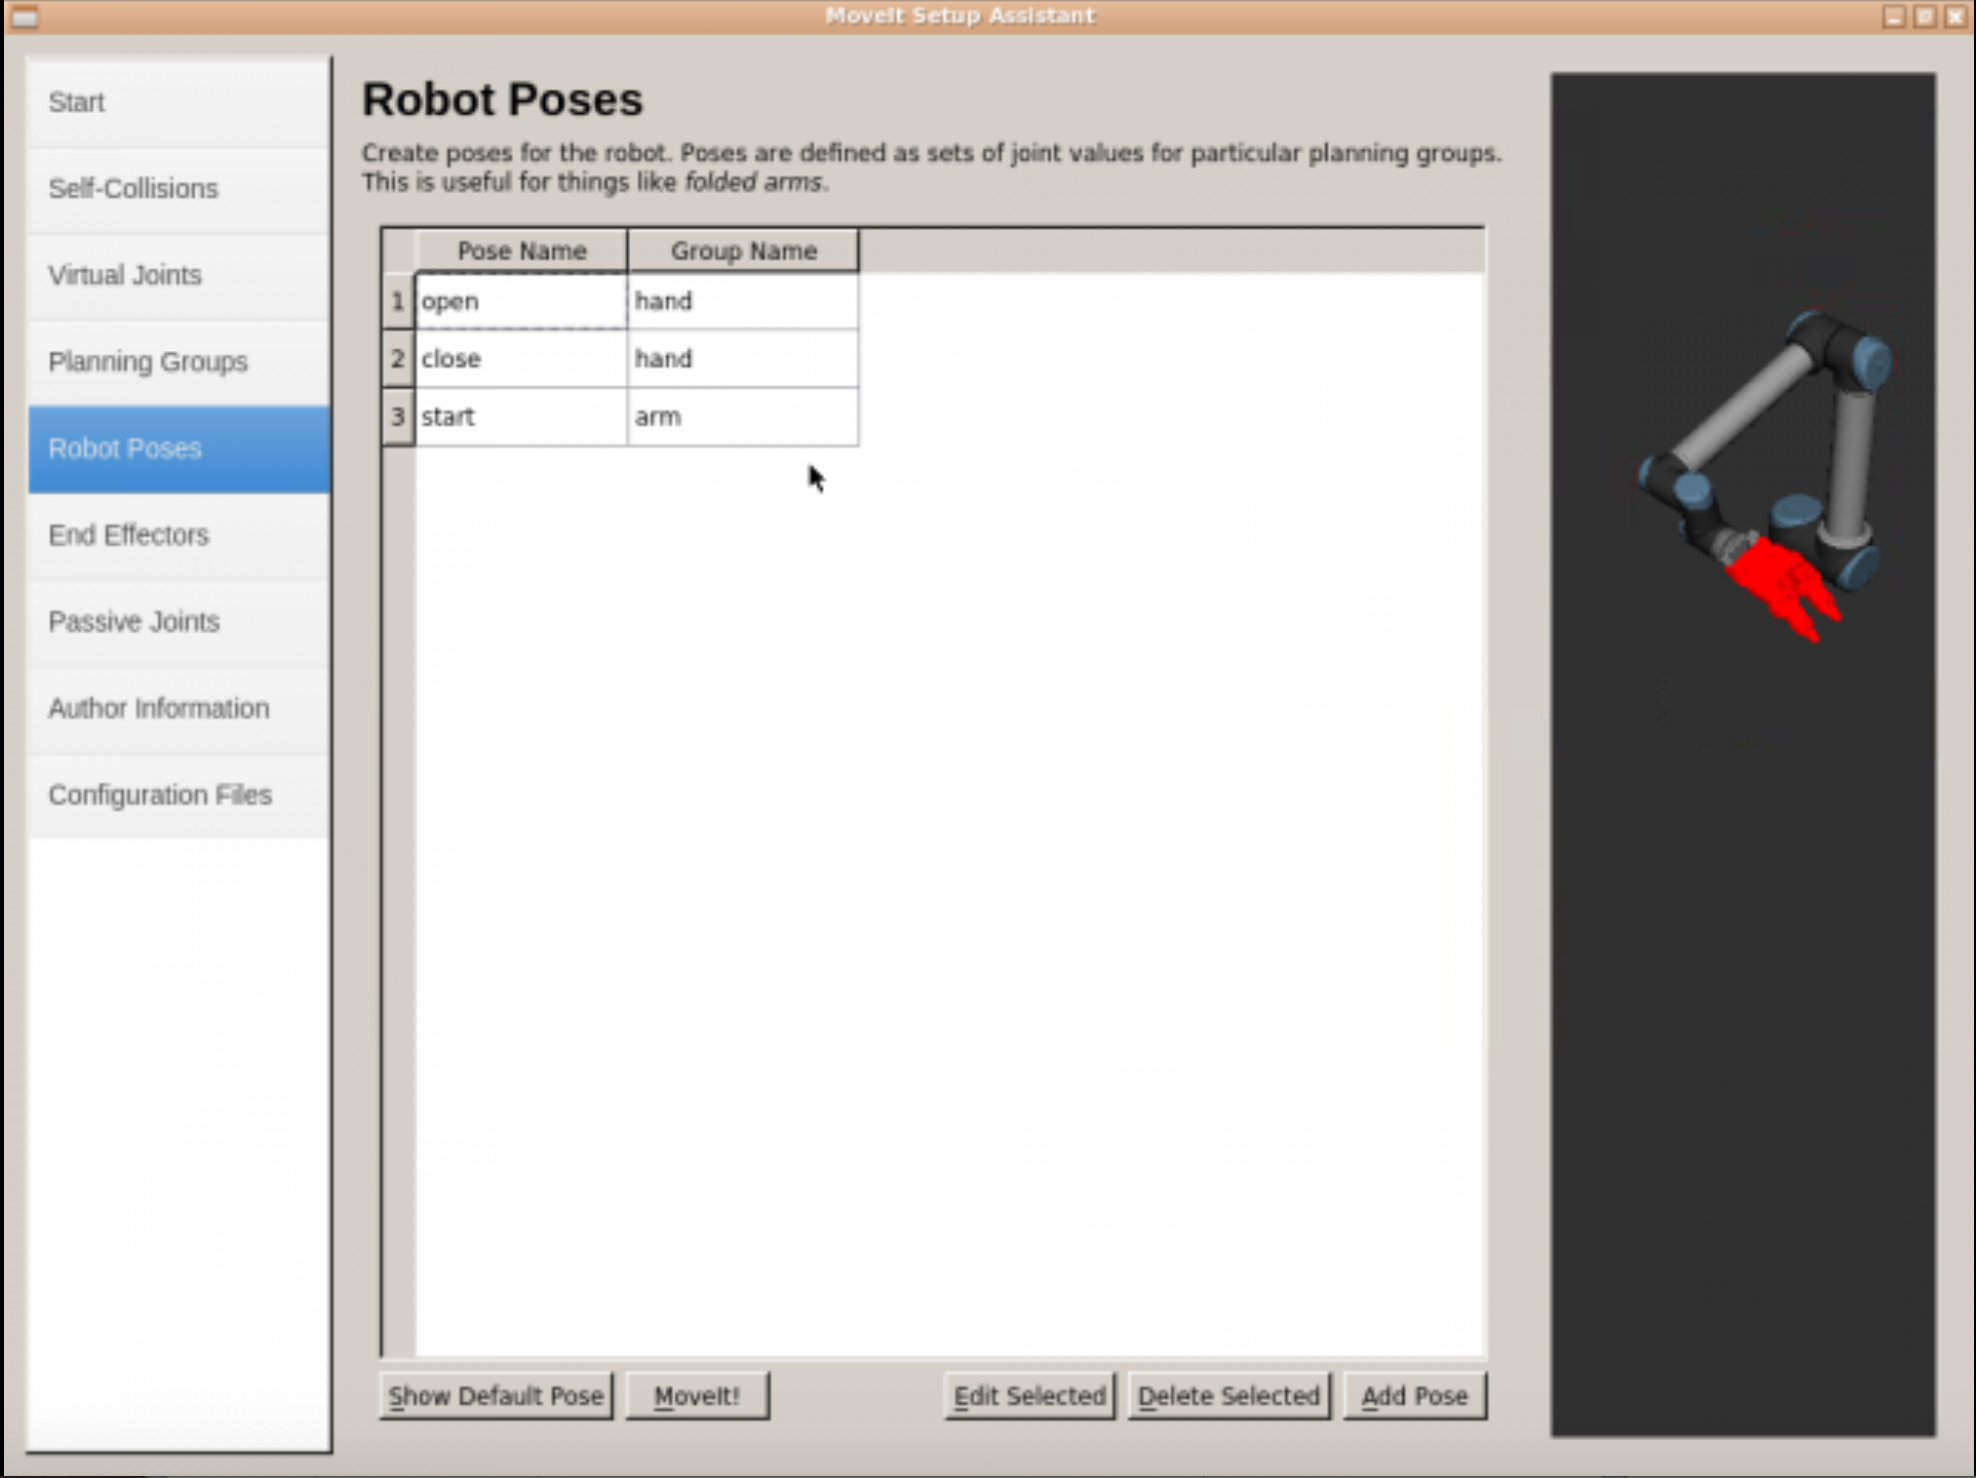 MoveIt Setup Assistant
Start
Self-Collisions
Virtual Joints
Planning Groups
Robot Poses
End Effectors
Passive Joints
Author Information
Configuration Files
Robot Poses
Create poses for the robot. Poses are defined as sets of joint values for particular planning groups.
This is useful for things like folded arms.
Pose Name Group Name
1 open hand
2 close hand
3 start arm
Show Default Pose MoveIt! Edit Selected Delete Selected Add Pose